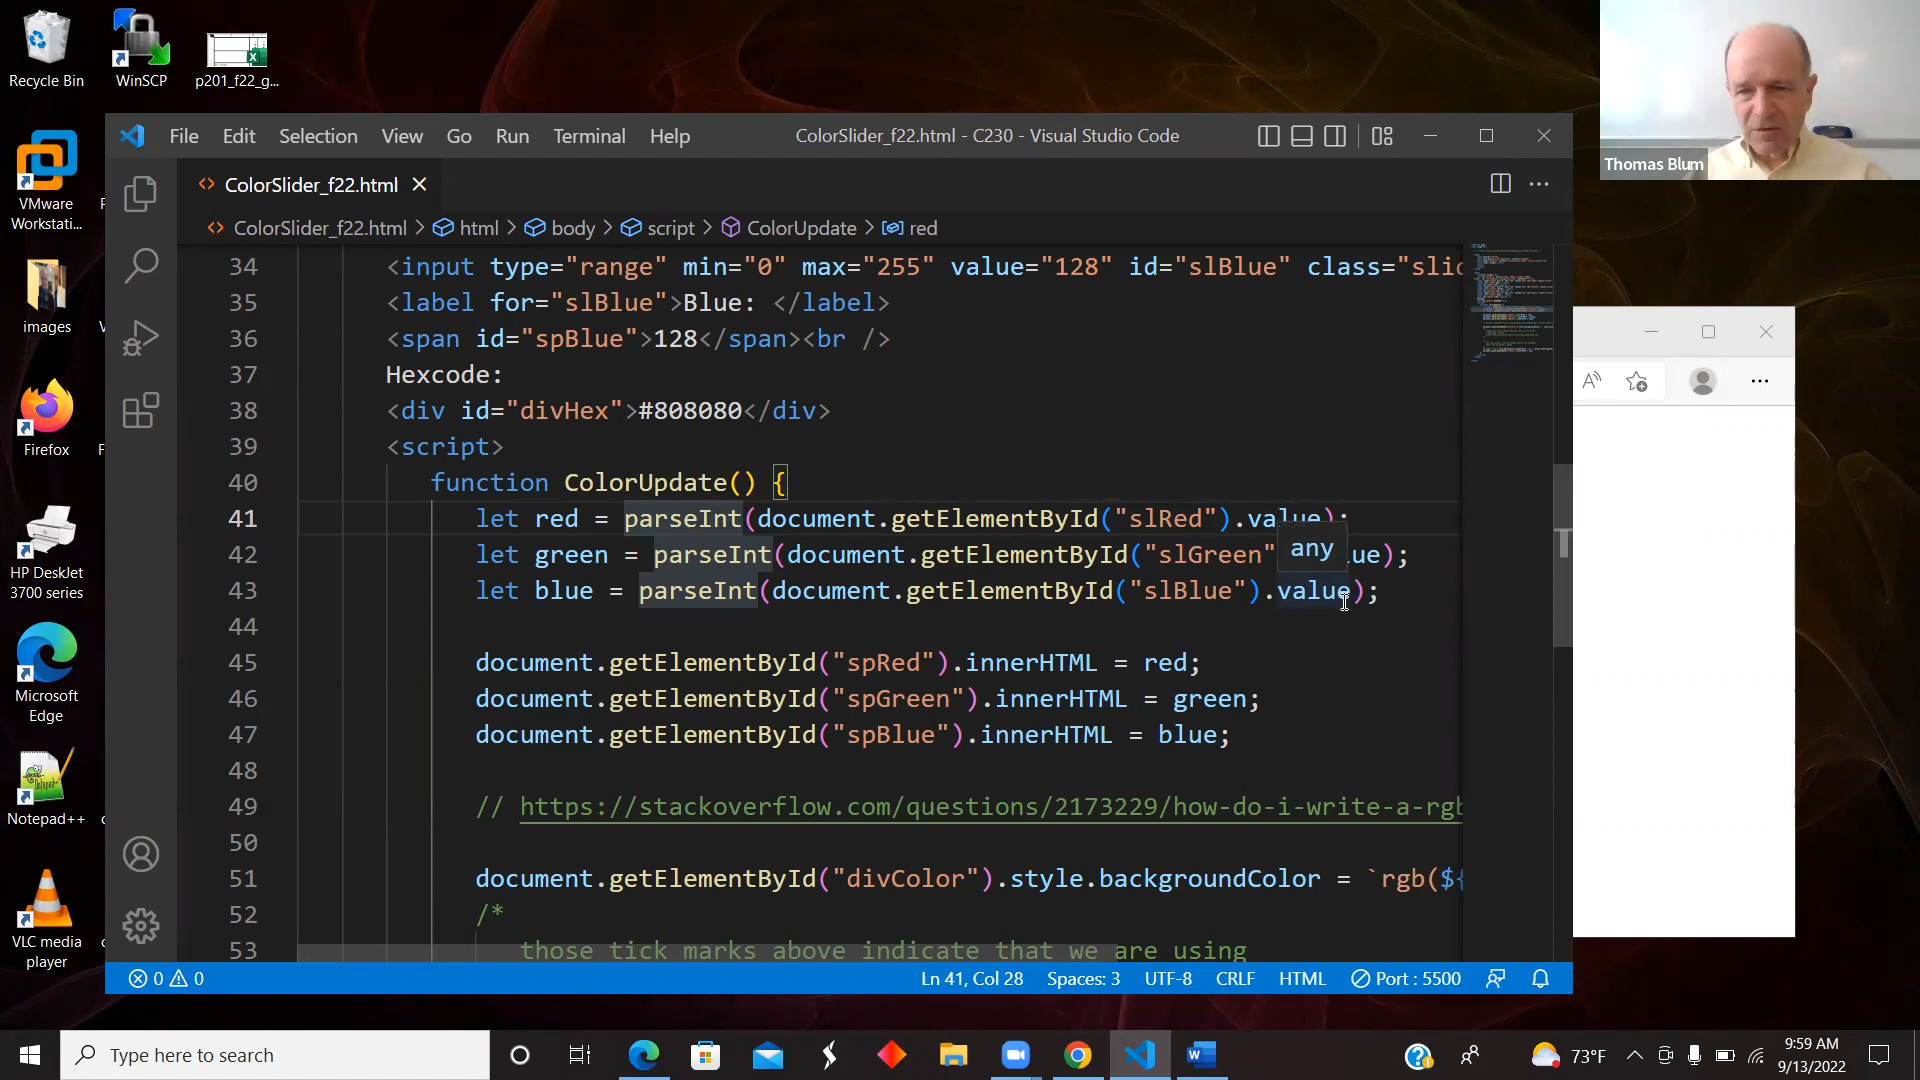 Recycle Bin
WinSCP
p201_f22_g...
VMware
Workstati...
images
Firefox
HP DeskJet
3700 series
Microsoft
Edge
Notepad++
VLC media
player
File Edit Selection View Go Run Terminal Help
ColorSlider_f22.html - C230 - Visual Studio Code
ColorSlider_f22.html
ColorSlider_f22.html > html > body > script > ColorUpdate > red
34 <input type="range" min="0" max="255" value="128" id="slBlue" class="slid
35 <label for="slBlue">Blue: </label>
36 <span id="spBlue">128</span><br />
37 Hexcode:
38 <div id="divHex">#808080</div>
39 <script>
40 function ColorUpdate() {
41 let red = parseInt(document.getElementById("slRed").value);
42 let green = parseInt(document.getElementById("slGreen" lue);
any
43 let blue = parseInt(document.getElementById("slBlue").value);
44
45 document.getElementById("spRed").innerHTML = red;
46 document.getElementById("spGreen").innerHTML = green;
47 document.getElementById("spBlue").innerHTML = blue;
48
49 // https://stackoverflow.com/questions/2173229/how-do-i-write-a-rgb
50
51 document.getElementById("divColor").style.backgroundColor = `rgb(${
52 /*
53 those tick marks above indicate that we are using
0 0
Ln 41, Col 28 Spaces: 3 UTF-8 CRLF HTML Port : 5500
Thomas Blum
Type here to search
73°F
9:59 AM
9/13/2022